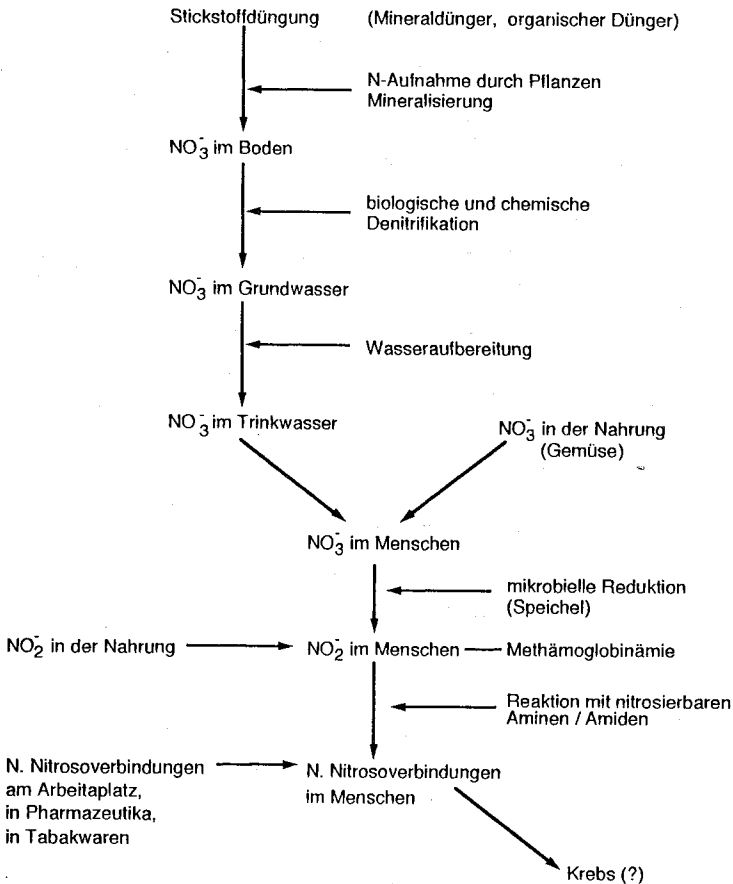 Stickstoffdüngung (Mineraldünger, organischer Dünger)
N-Aufnahme durch Pflanzen
Mineralisierung
NO₃⁻ im Boden
biologische und chemische
Denitrifikation
NO₃⁻ im Grundwasser
Wasseraufbereitung
NO₃⁻ im Trinkwasser
NO₃⁻ in der Nahrung
(Gemüse)
NO₃⁻ im Menschen
mikrobielle Reduktion
(Speichel)
NO₂⁻ in der Nahrung
NO₂⁻ im Menschen
Methämoglobinämie
Reaktion mit nitrosierbaren
Aminen / Amiden
N. Nitrosoverbindungen
am Arbeitaplatz,
in Pharmazeutika,
in Tabakwaren
N. Nitrosoverbindungen
im Menschen
Krebs (?)